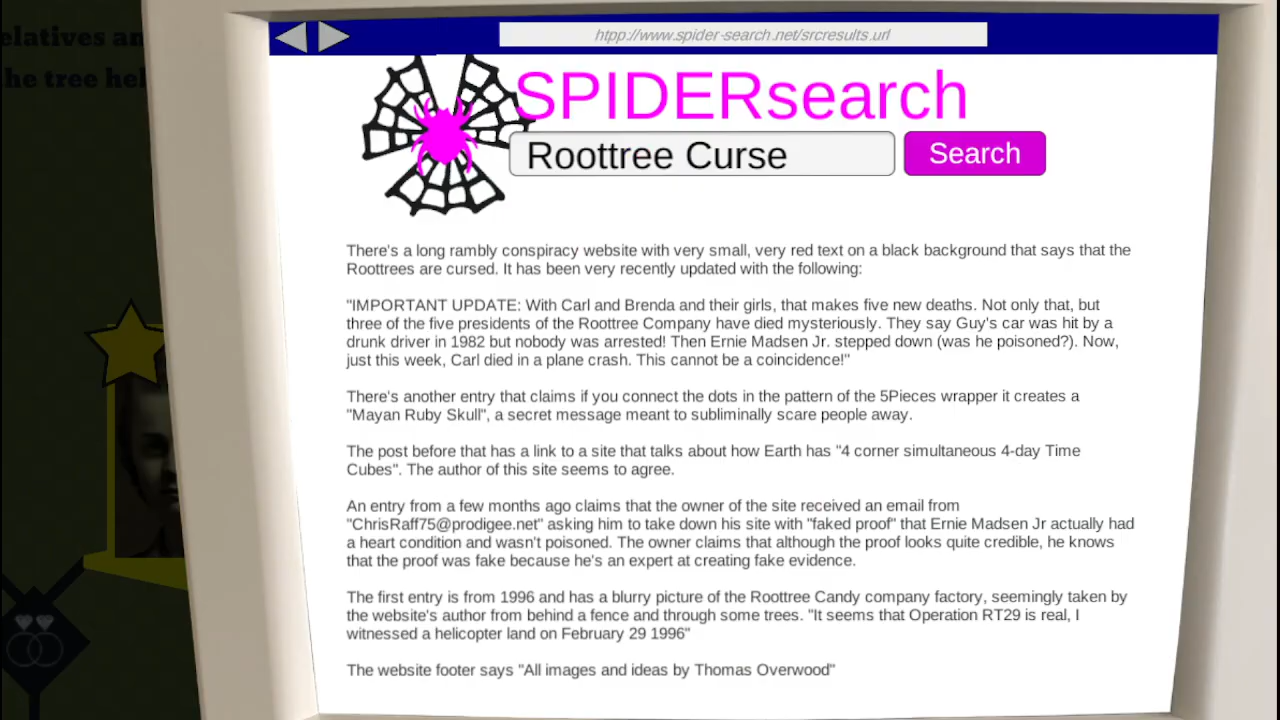 elatives an
he tree hel
htpp://www.spider-search.net/srcresults.url
SPIDERsearch
Roottree Curse
Search
There's a long rambly conspiracy website with very small, very red text on a black background that says that the
Roottrees are cursed. It has been very recently updated with the following:
"IMPORTANT UPDATE: With Carl and Brenda and their girls, that makes five new deaths. Not only that, but
three of the five presidents of the Roottree Company have died mysteriously. They say Guy's car was hit by a
drunk driver in 1982 but nobody was arrested! Then Ernie Madsen Jr. stepped down (was he poisoned?). Now,
just this week, Carl died in a plane crash. This cannot be a coincidence!"
There's another entry that claims if you connect the dots in the pattern of the 5Pieces wrapper it creates a
"Mayan Ruby Skull", a secret message meant to subliminally scare people away.
The post before that has a link to a site that talks about how Earth has "4 corner simultaneous 4-day Time
Cubes". The author of this site seems to agree.
An entry from a few months ago claims that the owner of the site received an email from
"ChrisRaff75@prodigee.net" asking him to take down his site with "faked proof" that Ernie Madsen Jr actually had
a heart condition and wasn't poisoned. The owner claims that although the proof looks quite credible, he knows
that the proof was fake because he's an expert at creating fake evidence.
The first entry is from 1996 and has a blurry picture of the Roottree Candy company factory, seemingly taken by
the website's author from behind a fence and through some trees. "It seems that Operation RT29 is real, I
witnessed a helicopter land on February 29 1996"
The website footer says "All images and ideas by Thomas Overwood"